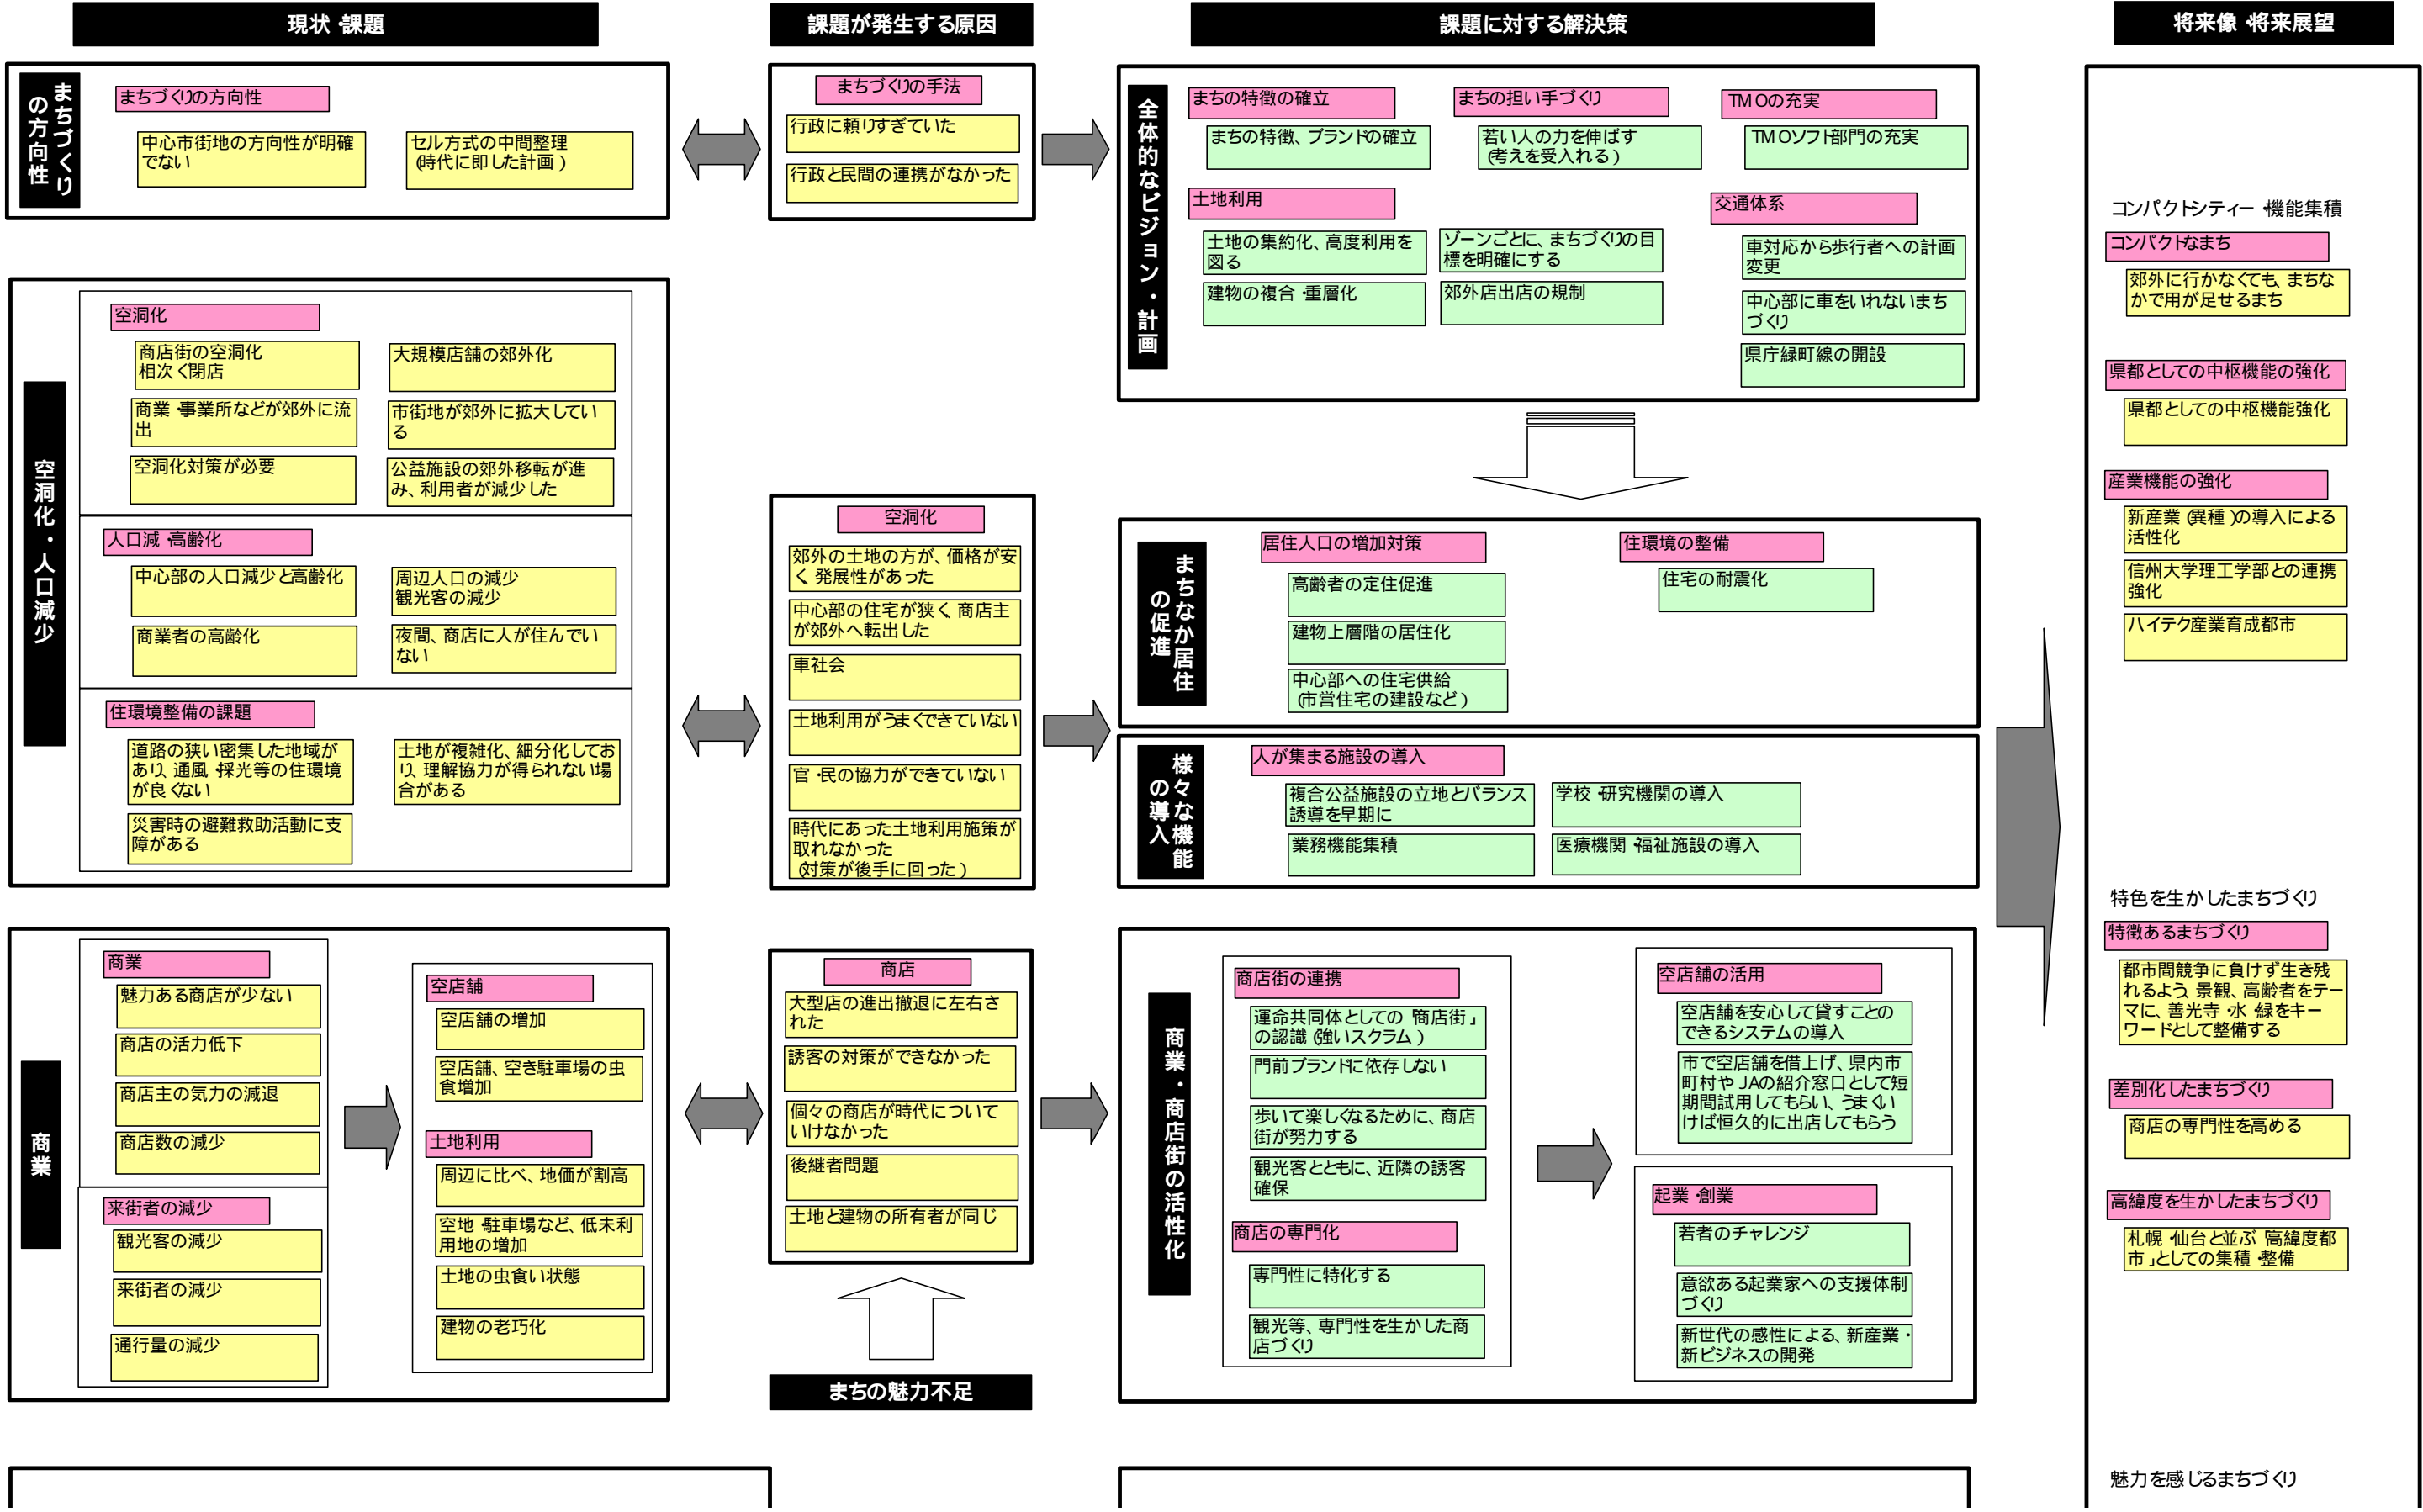 現状・課題
課題が発生する原因
課題に対する解決策
将来像・将来展望
まちづくり
の方向性
まちづくりの方向性
中心市街地の方向性が明確
でない
セル方式の中間整理
(時代に即した計画)
まちづくりの手法
行政に頼りすぎていた
行政と民間の連携がなかった
全体的なビジョン・計画
まちの特徴の確立
まちの特徴、ブランドの確立
まちの担い手づくり
若い人の力を伸ばす
(考えを受入れる)
TMOの充実
TMOソフト部門の充実
土地利用
土地の集約化、高度利用を
図る
建物の複合・重層化
ゾーンごとに、まちづくりの目
標を明確にする
郊外店出店の規制
交通体系
車対応から歩行者への計画
変更
中心部に車をいれないまち
づくり
県庁緑町線の開設
空洞化・人口減少
空洞化
商店街の空洞化
相次ぐ閉店
大規模店舗の郊外化
商業・事業所などが郊外に流
出
市街地が郊外に拡大してい
る
空洞化対策が必要
公益施設の郊外移転が進
み、利用者が減少した
人口減・高齢化
中心部の人口減少と高齢化
周辺人口の減少
観光客の減少
商業者の高齢化
夜間、商店に人が住んでい
ない
住環境整備の課題
道路の狭い密集した地域が
あり、通風・採光等の住環境
が良くない
土地が複雑化、細分化してお
り、理解協力が得られない場
合がある
災害時の避難救助活動に支
障がある
空洞化
郊外の土地の方が、価格が安
く、発展性があった
中心部の住宅が狭く、商店主
が郊外へ転出した
車社会
土地利用がうまくできていない
官・民の協力ができていない
時代にあった土地利用施策が
取れなかった
(対策が後手に回った)
まちなか居住
の促進
居住人口の増加対策
高齢者の定住促進
建物上層階の居住化
中心部への住宅供給
(市営住宅の建設など)
住環境の整備
住宅の耐震化
様々な機能
の導入
人が集まる施設の導入
複合公益施設の立地とバランス
誘導を早期に
学校・研究機関の導入
業務機能集積
医療機関・福祉施設の導入
商業
商業
魅力ある商店が少ない
商店の活力低下
商店主の気力の減退
商店数の減少
来街者の減少
観光客の減少
来街者の減少
通行量の減少
空店舗
空店舗の増加
空店舗、空き駐車場の虫
食増加
土地利用
周辺に比べ、地価が割高
空地・駐車場など、低未利
用地の増加
土地の虫食い状態
建物の老巧化
商店
大型店の進出撤退に左右さ
れた
誘客の対策ができなかった
個々の商店が時代について
いけなかった
後継者問題
土地と建物の所有者が同じ
まちの魅力不足
商業・商店街の活性化
商店街の連携
運命共同体としての「商店街」
の認識(強いスクラム)
門前ブランドに依存しない
歩いて楽しくなるために、商店
街が努力する
観光客とともに、近隣の誘客
確保
商店の専門化
専門性に特化する
観光等、専門性を生かした商
店づくり
空店舗の活用
空店舗を安心して貸すことの
できるシステムの導入
市で空店舗を借上げ、県内市
町村やJAの紹介窓口として短
期間試用してもらい、うまくい
けば恒久的に出店してもらう
起業・創業
若者のチャレンジ
意欲ある起業家への支援体制
づくり
新世代の感性による、新産業・
新ビジネスの開発
コンパクトシティー・機能集積
コンパクトなまち
郊外に行かなくても、まちな
かで用が足せるまち
県都としての中枢機能の強化
県都としての中枢機能強化
産業機能の強化
新産業(異種)の導入による
活性化
信州大学理工学部との連携
強化
ハイテク産業育成都市
特色を生かしたまちづくり
特徴あるまちづくり
都市間競争に負けず生き残
れるよう、景観、高齢者をテー
マに、善光寺・水・緑をキー
ワードとして整備する
差別化したまちづくり
商店の専門性を高める
高緯度を生かしたまちづくり
札幌・仙台と並ぶ「高緯度都
市」としての集積・整備
魅力を感じるまちづくり